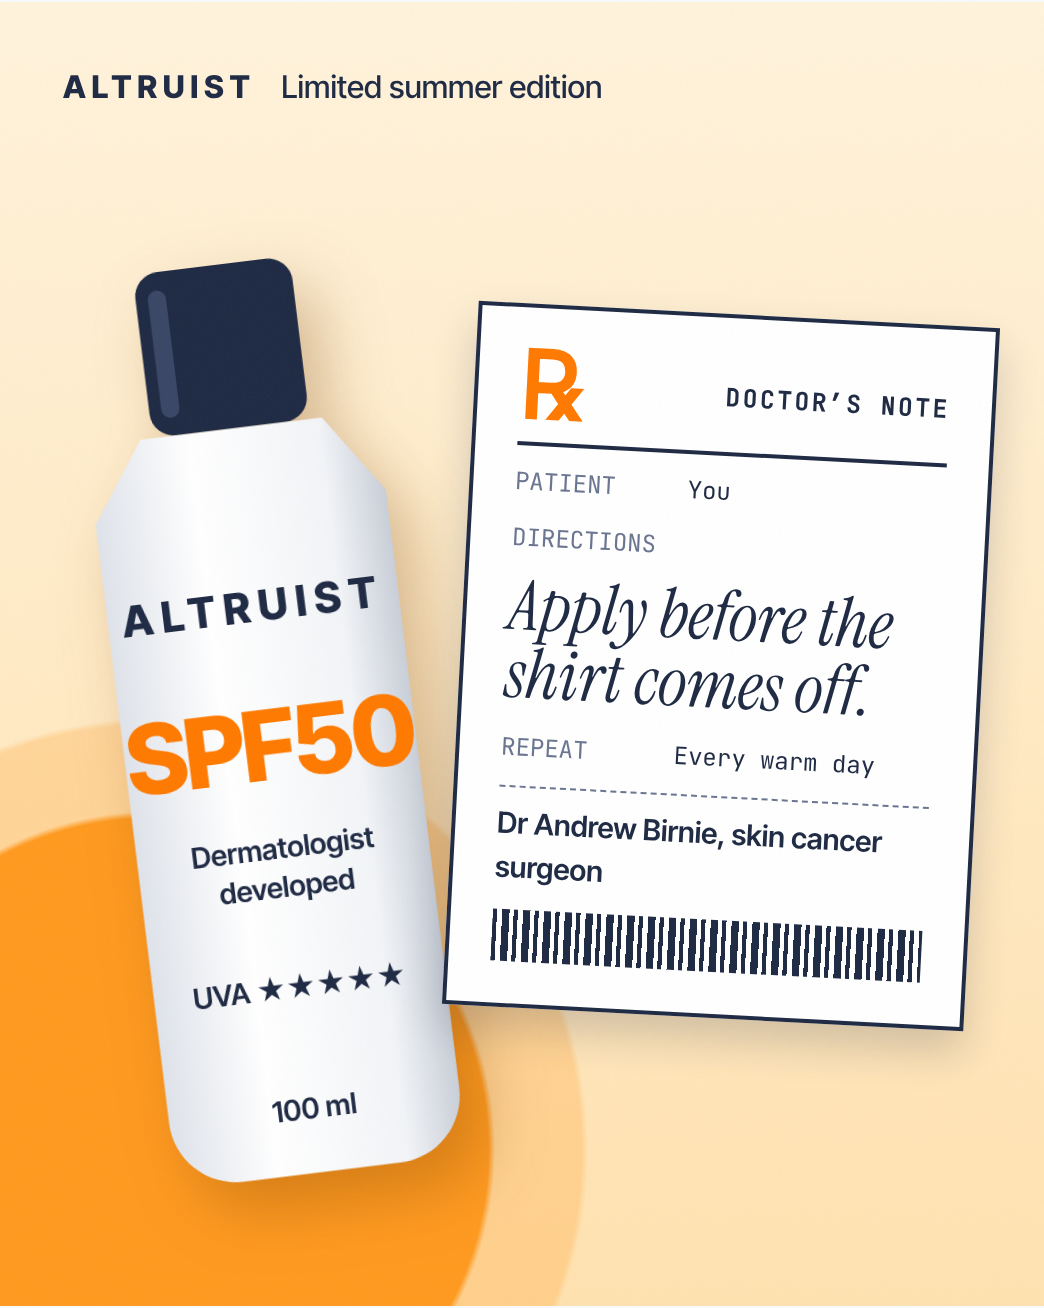 ALTRUIST Limited summer edition
ALTRUIST
SPF50
Dermatologist
developed
UVA ★★★★★
100 ml
Rx
DOCTOR’S NOTE
PATIENT You
DIRECTIONS
Apply before the
shirt comes off.
REPEAT Every warm day
Dr Andrew Birnie, skin cancer
surgeon